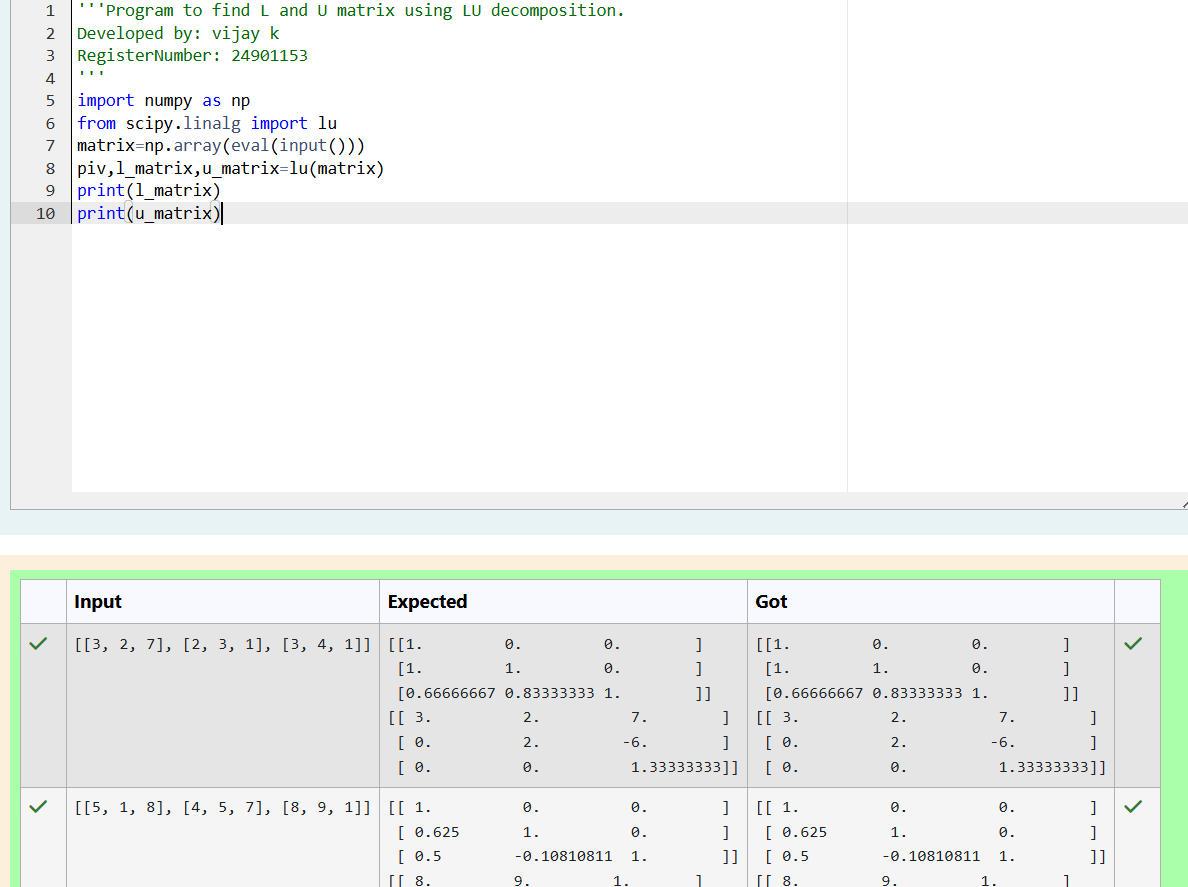 1 '''Program to find L and U matrix using LU decomposition.
2 Developed by: vijay k
3 RegisterNumber: 24901153
4 '''
5 import numpy as np
6 from scipy.linalg import lu
7 matrix=np.array(eval(input()))
8 piv,l_matrix,u_matrix=lu(matrix)
9 print(l_matrix)
10 print(u_matrix)
Input Expected Got
[[3, 2, 7], [2, 3, 1], [3, 4, 1]] [[1. 0. 0. ] [[1. 0. 0. ]
[1. 1. 0. ] [1. 1. 0. ]
[0.66666667 0.83333333 1. ]] [0.66666667 0.83333333 1. ]]
[[ 3. 2. 7. ] [[ 3. 2. 7. ]
[ 0. 2. -6. ] [ 0. 2. -6. ]
[ 0. 0. 1.33333333]] [ 0. 0. 1.33333333]]
[[5, 1, 8], [4, 5, 7], [8, 9, 1]] [[ 1. 0. 0. ] [[ 1. 0. 0. ]
[ 0.625 1. 0. ] [ 0.625 1. 0. ]
[ 0.5 -0.10810811 1. ]] [ 0.5 -0.10810811 1. ]]
[[ 8. 9. 1. ] [[ 8. 9. 1. ]